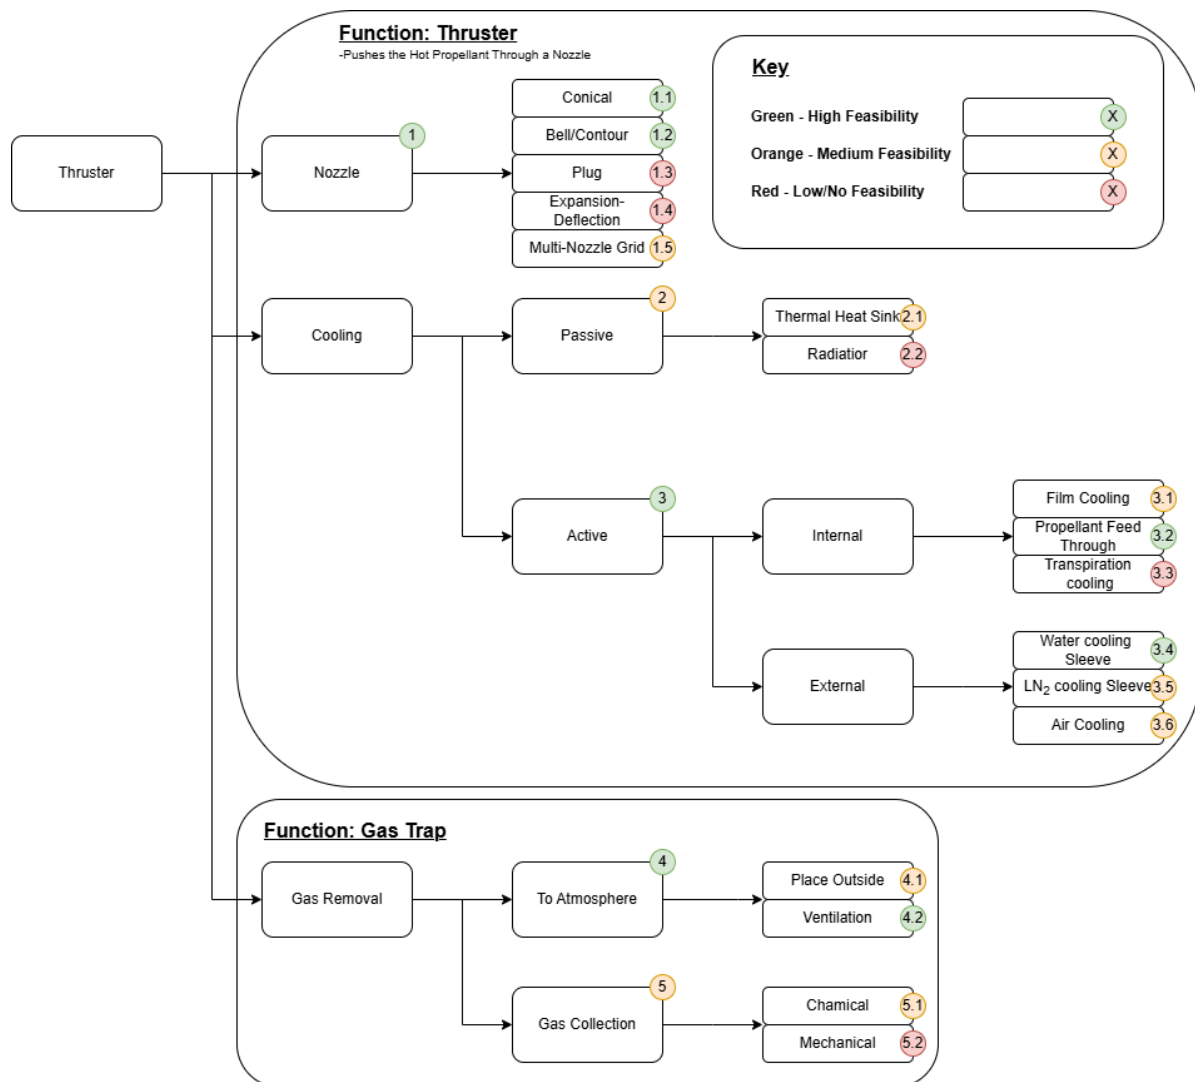 Function: Thruster
-Pushes the Hot Propellant Through a Nozzle
Key
Green - High Feasibility
X
Orange - Medium Feasibility
X
Red - Low/No Feasibility
X
Thruster
Nozzle
1
Conical
1.1
Bell/Contour
1.2
Plug
1.3
Expansion-
Deflection
1.4
Multi-Nozzle Grid
1.5
Cooling
Passive
2
Thermal Heat Sink
2.1
Radiatior
2.2
Active
3
Internal
Film Cooling
3.1
Propellant Feed
Through
3.2
Transpiration
cooling
3.3
External
Water cooling
Sleeve
3.4
LN₂ cooling Sleeve
3.5
Air Cooling
3.6
Function: Gas Trap
Gas Removal
To Atmosphere
4
Place Outside
4.1
Ventilation
4.2
Gas Collection
5
Chamical
5.1
Mechanical
5.2